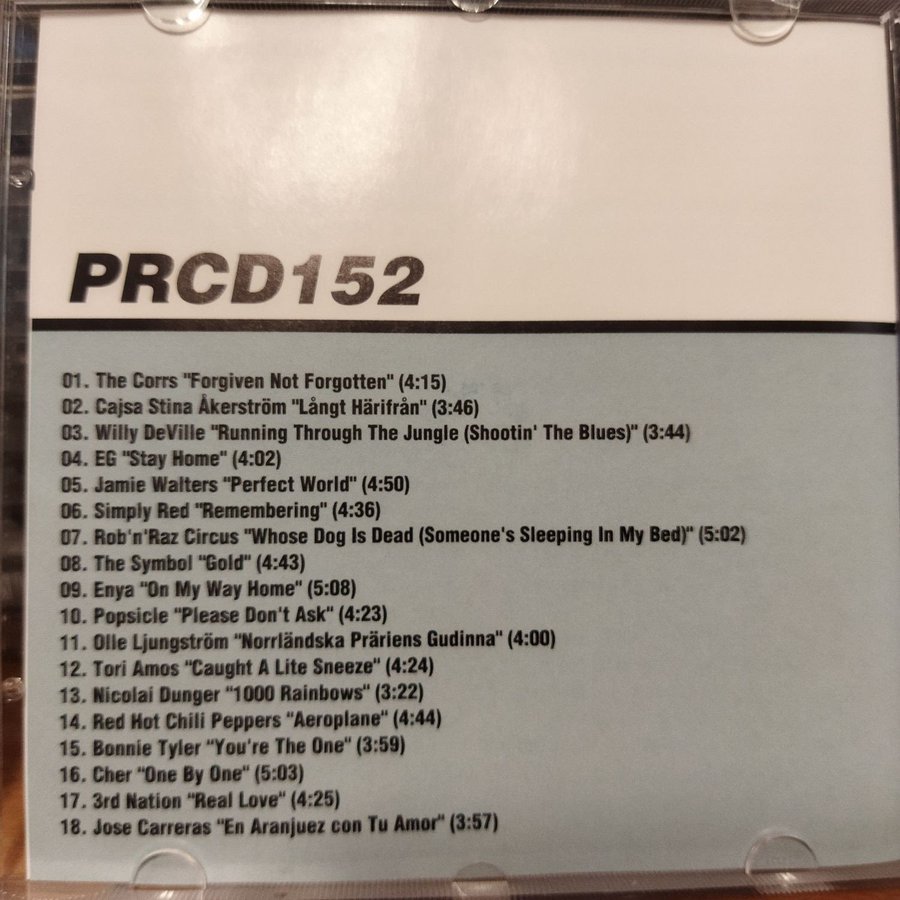 PRCD152
01. The Corrs "Forgiven Not Forgotten" (4:15)
02. Cajsa Stina Åkerström "Långt Härifrån" (3:46)
03. Willy DeVille "Running Through The Jungle (Shootin' The Blues)" (3:44)
04. EG "Stay Home" (4:02)
05. Jamie Walters "Perfect World" (4:50)
06. Simply Red "Remembering" (4:36)
07. Rob'n'Raz Circus "Whose Dog Is Dead (Someone's Sleeping In My Bed)" (5:02)
08. The Symbol "Gold" (4:43)
09. Enya "On My Way Home" (5:08)
10. Popsicle "Please Don't Ask" (4:23)
11. Olle Ljungström "Norrländska Präriens Gudinna" (4:00)
12. Tori Amos "Caught A Lite Sneeze" (4:24)
13. Nicolai Dunger "1000 Rainbows" (3:22)
14. Red Hot Chili Peppers "Aeroplane" (4:44)
15. Bonnie Tyler "You're The One" (3:59)
16. Cher "One By One" (5:03)
17. 3rd Nation "Real Love" (4:25)
18. Jose Carreras "En Aranjuez con Tu Amor" (3:57)